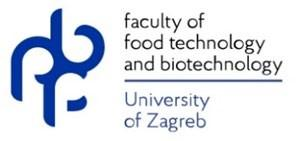 faculty of
food technology
and biotechnology
University
of Zagreb